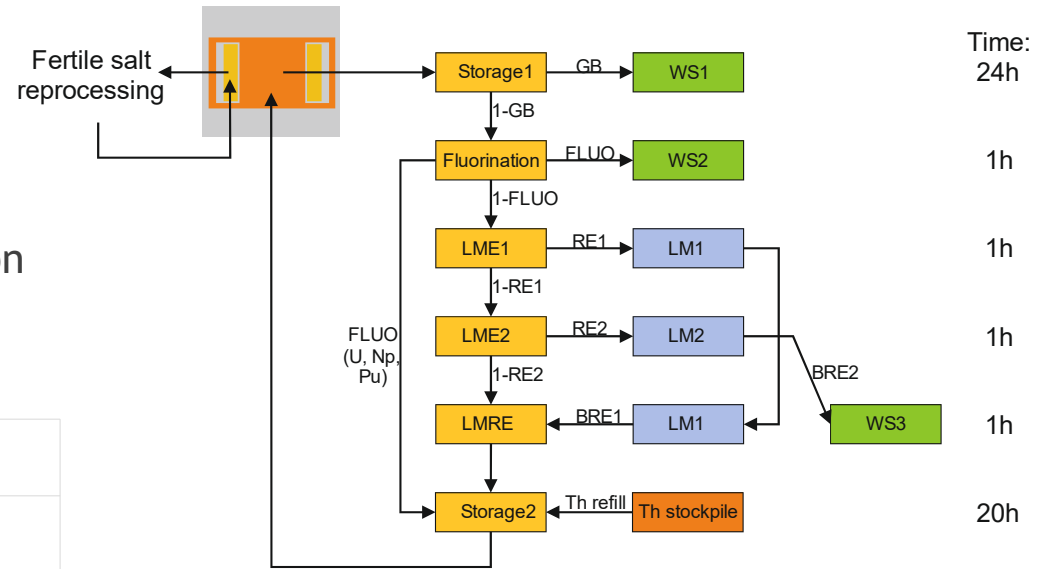 Fertile salt
reprocessing
Storage1
GB
WS1
Time:
24h
1-GB
Fluorination
FLUO
WS2
1h
1-FLUO
on
LME1
RE1
LM1
1h
1-RE1
FLUO
(U, Np,
Pu)
LME2
RE2
LM2
1h
1-RE2
BRE2
LMRE
BRE1
LM1
WS3
1h
Storage2
Th refill
Th stockpile
20h